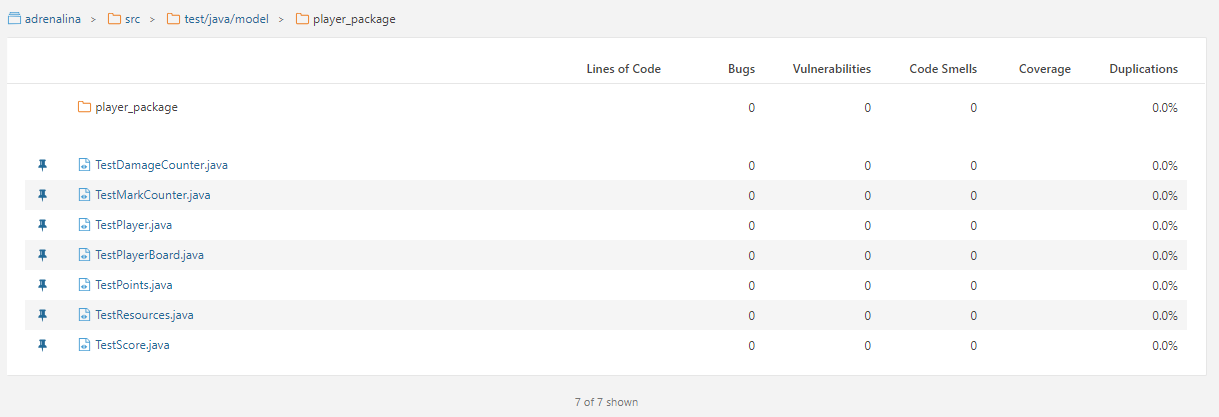 adrenalina > src > test/java/model > player_package
Lines of Code Bugs Vulnerabilities Code Smells Coverage Duplications
player_package 0 0 0 0.0%
TestDamageCounter.java 0 0 0 0.0%
TestMarkCounter.java 0 0 0 0.0%
TestPlayer.java 0 0 0 0.0%
TestPlayerBoard.java 0 0 0 0.0%
TestPoints.java 0 0 0 0.0%
TestResources.java 0 0 0 0.0%
TestScore.java 0 0 0 0.0%
7 of 7 shown